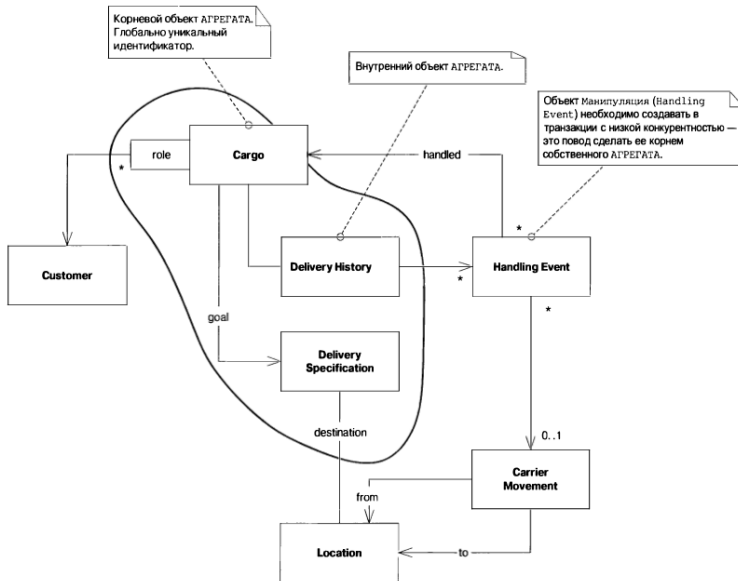 Корневой объект АГРЕГАТА.
Глобально уникальный
идентификатор.
Внутренний объект АГРЕГАТА.
Объект Манипуляция (Handling
Event) необходимо создавать в
транзакции с низкой конкурентностью —
это повод сделать ее корнем
собственного АГРЕГАТА.
role
*
Cargo
handled
Customer
Delivery History
*
*
Handling Event
*
goal
Delivery
Specification
destination
0..1
Carrier
Movement
from
Location
to